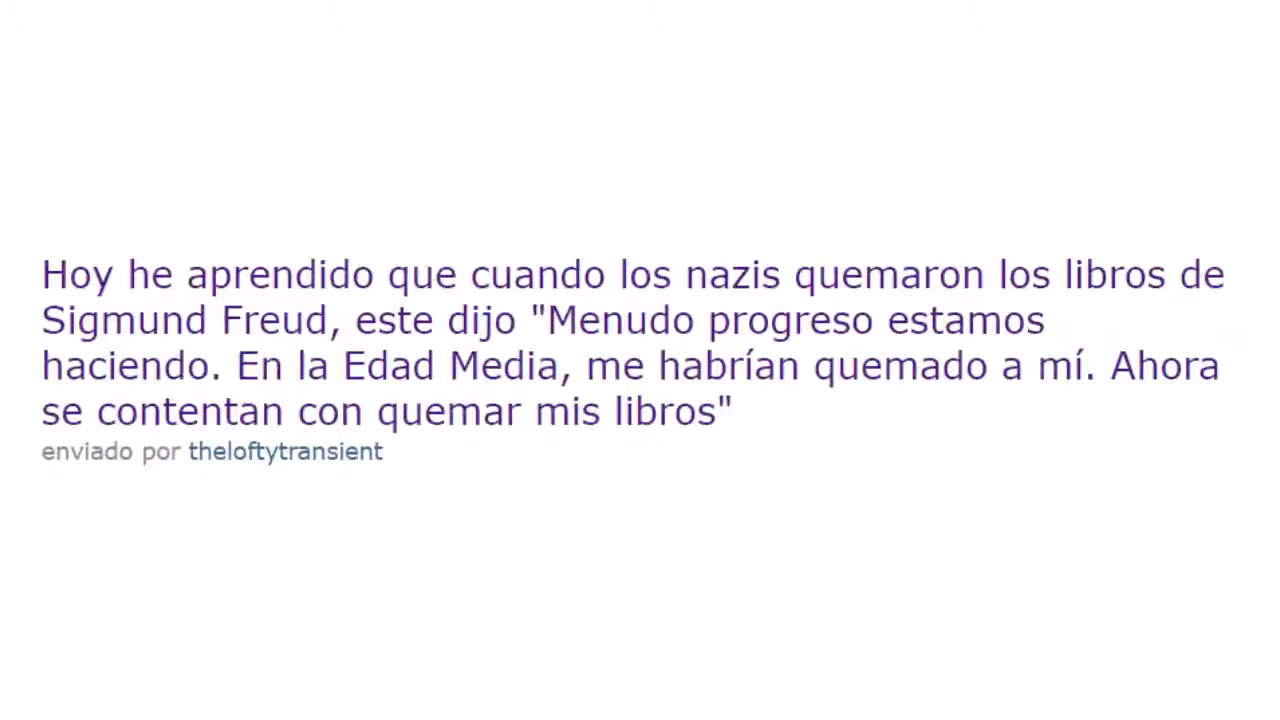 Hoy he aprendido que cuando los nazis quemaron los libros de
Sigmund Freud, este dijo "Menudo progreso estamos
haciendo. En la Edad Media, me habrían quemado a mí. Ahora
se contentan con quemar mis libros"
enviado por theloftytransient